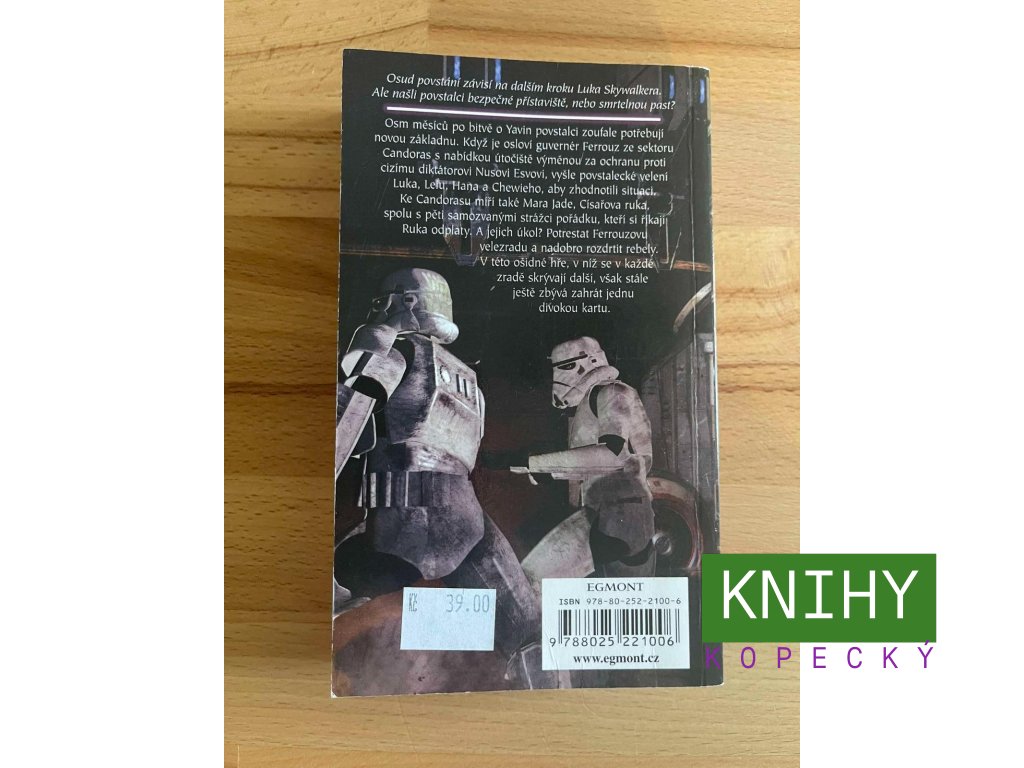 Osud povstání závisí na dalším kroku Luka Skywalkera.
Ale našli povstalci bezpečné přístaviště, nebo smrtelnou past?
Osm měsíců po bitvě o Yavin povstalci zoufale potřebují
novou základnu. Když je osloví guvernér Ferrouz ze sektoru
Candoras s nabídkou útočiště výměnou za ochranu proti
cizímu diktátorovi Nusovi Esvovi, vyšle povstalecké velení
Luka, Leiu, Hana a Chewieho, aby zhodnotili situaci.
Ke Candorasu míří také Mara Jade, Císařova ruka,
spolu s pěti samozvanými strážci pořádku, kteří si říkají
Ruka odplaty. A jejich úkol? Potrestat Ferrouzovu
velezradu a nadobro rozdrtit rebely.
V této ošidné hře, v níž se v každé
zradě skrývají další, však stále
ještě zbývá zahrát jednu
divokou kartu.
Kč 39.00
EGMONT
ISBN 978-80-252-2100-6
9 788025 221006
www.egmont.cz
KNIHY
KOPECKÝ